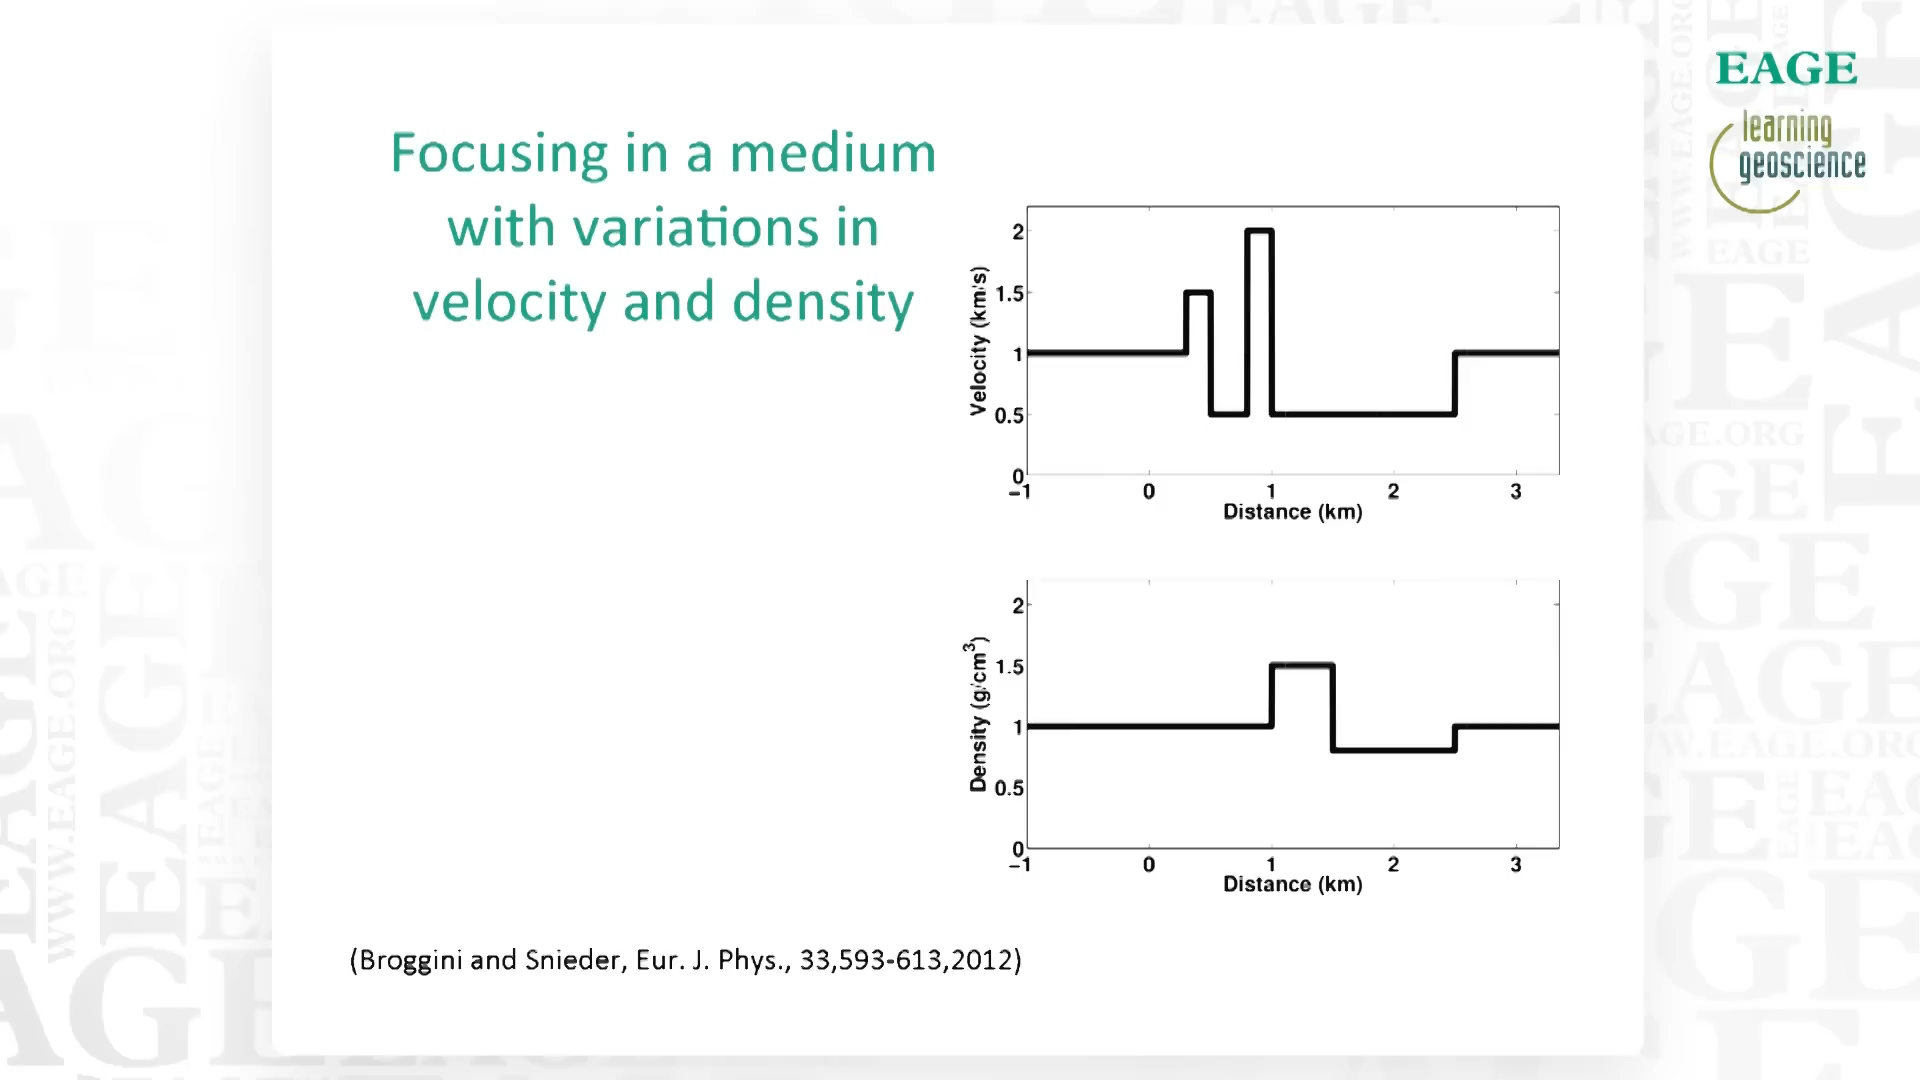 EAGE
learning
geoscience
Focusing in a medium
with variations in
velocity and density
Velocity (km/s)
2
1.5
1
0.5
0
−1
0
1
2
3
Distance (km)
Density (g/cm³)
2
1.5
1
0.5
0
−1
0
1
2
3
Distance (km)
(Broggini and Snieder, Eur. J. Phys., 33,593-613,2012)